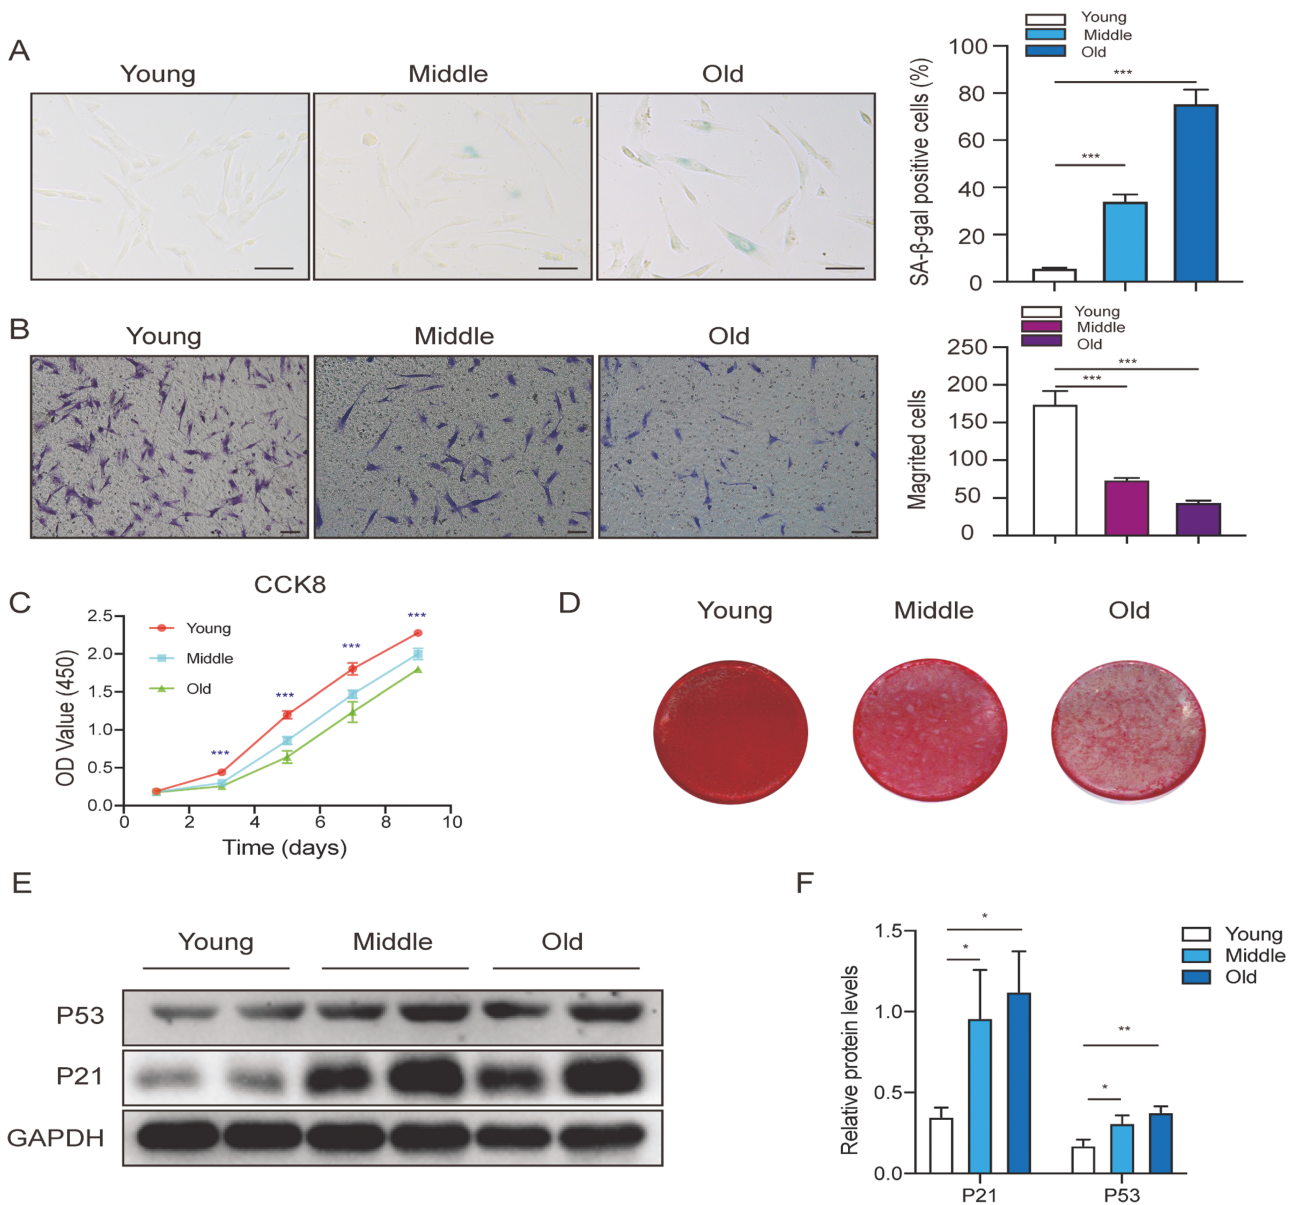 A
Young
Middle
Old
Young
Middle
Old
SA-β-gal positive cells (%)
100
80
60
40
20
0
***
***
B
Young
Middle
Old
Young
Middle
Old
Magrited cells
250
200
150
100
50
0
***
***
C
CCK8
OD Value (450)
2.5
2.0
1.5
1.0
0.5
0.0
Young
Middle
Old
***
***
***
***
0 2 4 6 8 10
Time (days)
D
Young
Middle
Old
E
Young
Middle
Old
P53
P21
GAPDH
F
Relative protein levels
1.5
1.0
0.5
0.0
*
*
**
*
P21
P53
Young
Middle
Old